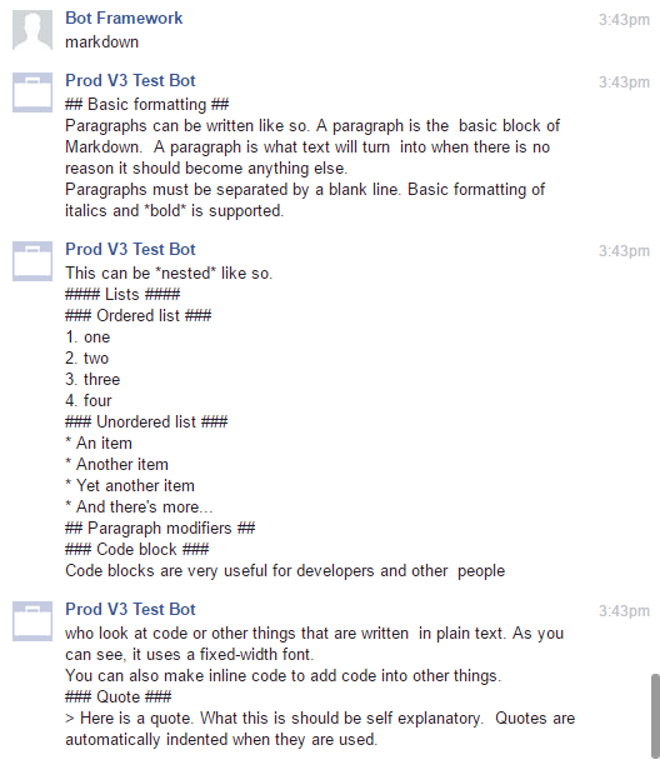 Bot Framework 3:43pm
markdown
Prod V3 Test Bot 3:43pm
## Basic formatting ##
Paragraphs can be written like so. A paragraph is the  basic block of
Markdown.  A paragraph is what text will turn  into when there is no
reason it should become anything else.
Paragraphs must be separated by a blank line. Basic formatting of
italics and *bold* is supported.
Prod V3 Test Bot 3:43pm
This can be *nested* like so.
#### Lists ####
### Ordered list ###
1. one
2. two
3. three
4. four
### Unordered list ###
* An item
* Another item
* Yet another item
* And there's more...
## Paragraph modifiers ##
### Code block ###
Code blocks are very useful for developers and other  people
Prod V3 Test Bot 3:43pm
who look at code or other things that are written  in plain text. As you
can see, it uses a fixed-width font.
You can also make inline code to add code into other things.
### Quote ###
> Here is a quote. What this is should be self explanatory.  Quotes are
automatically indented when they are used.